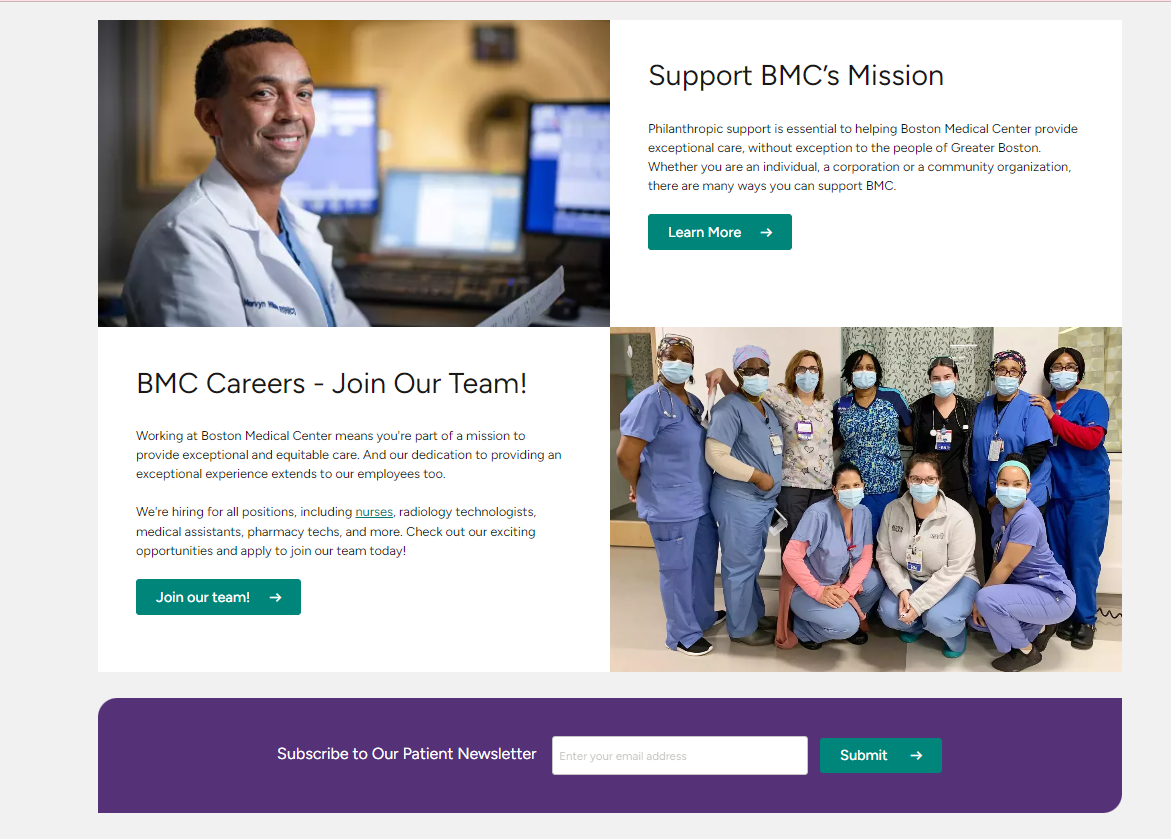 Support BMC’s Mission
Philanthropic support is essential to helping Boston Medical Center provide
exceptional care, without exception to the people of Greater Boston.
Whether you are an individual, a corporation or a community organization,
there are many ways you can support BMC.
Learn More →
BMC Careers - Join Our Team!
Working at Boston Medical Center means you're part of a mission to
provide exceptional and equitable care. And our dedication to providing an
exceptional experience extends to our employees too.
We're hiring for all positions, including nurses, radiology technologists,
medical assistants, pharmacy techs, and more. Check out our exciting
opportunities and apply to join our team today!
Join our team! →
Subscribe to Our Patient Newsletter
Enter your email address
Submit →